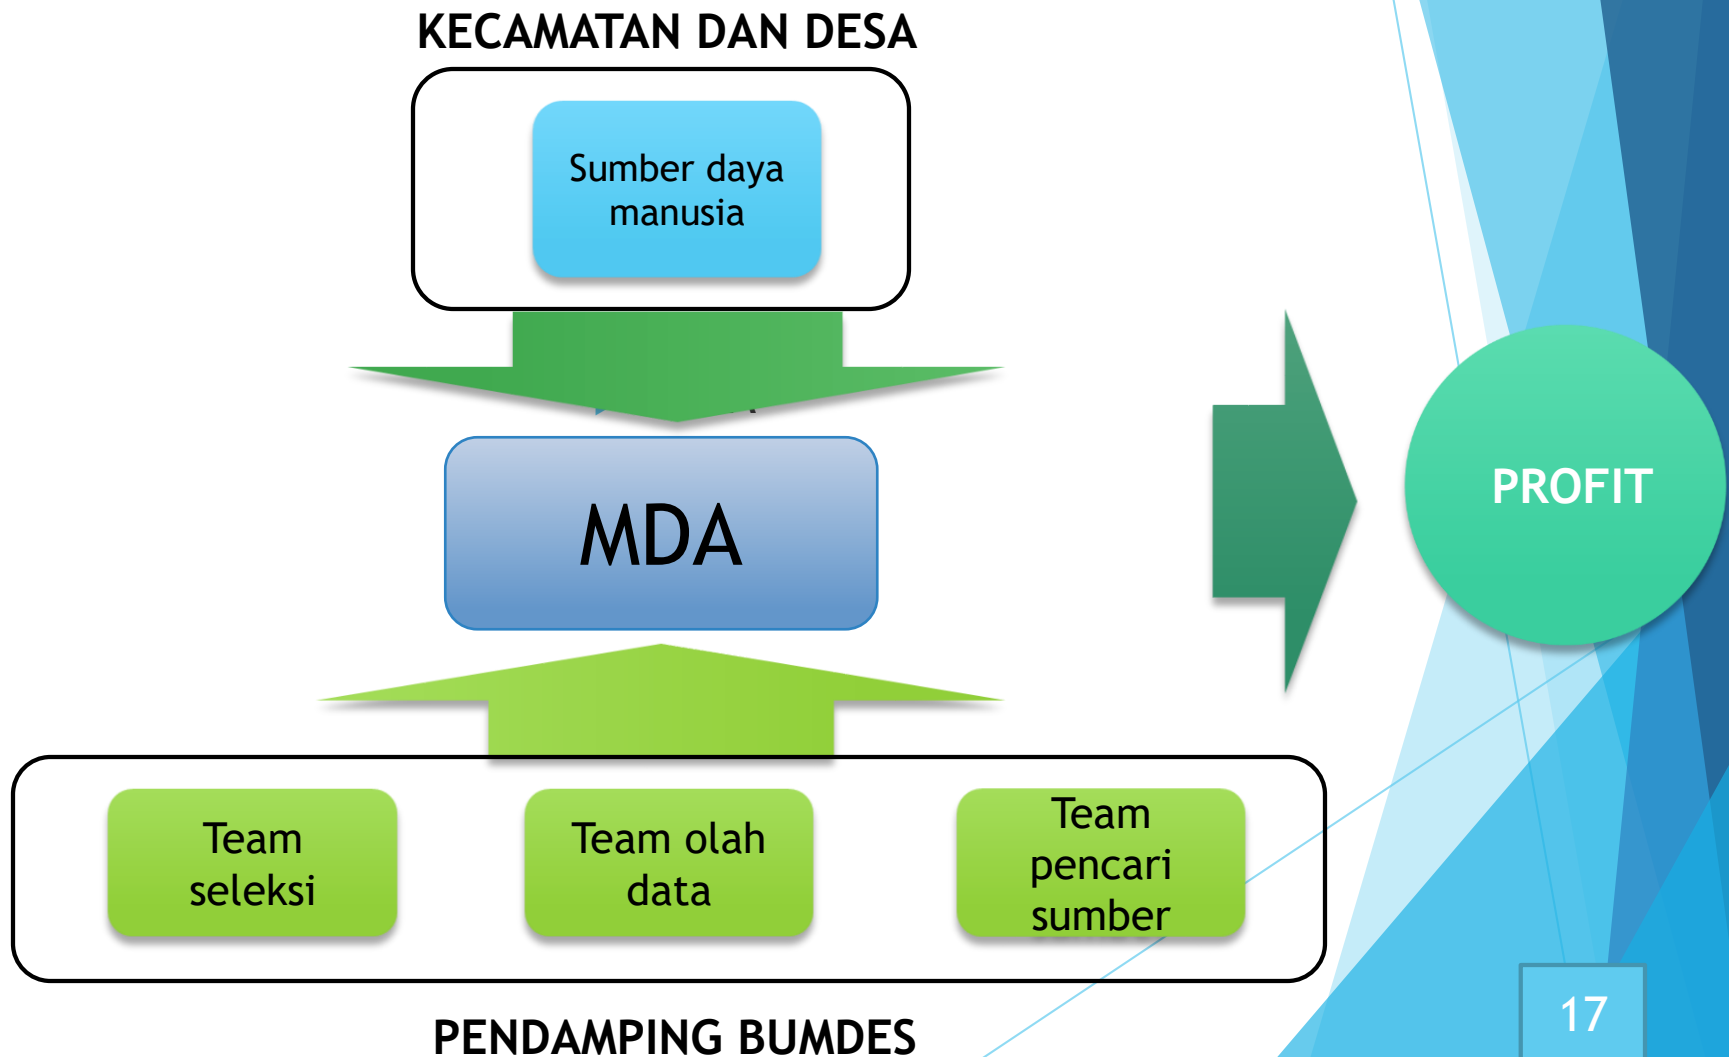 KECAMATAN DAN DESA
Sumber daya
manusia
MDA
PROFIT
Team
seleksi
Team olah
data
Team
pencari
sumber
PENDAMPING BUMDES
17